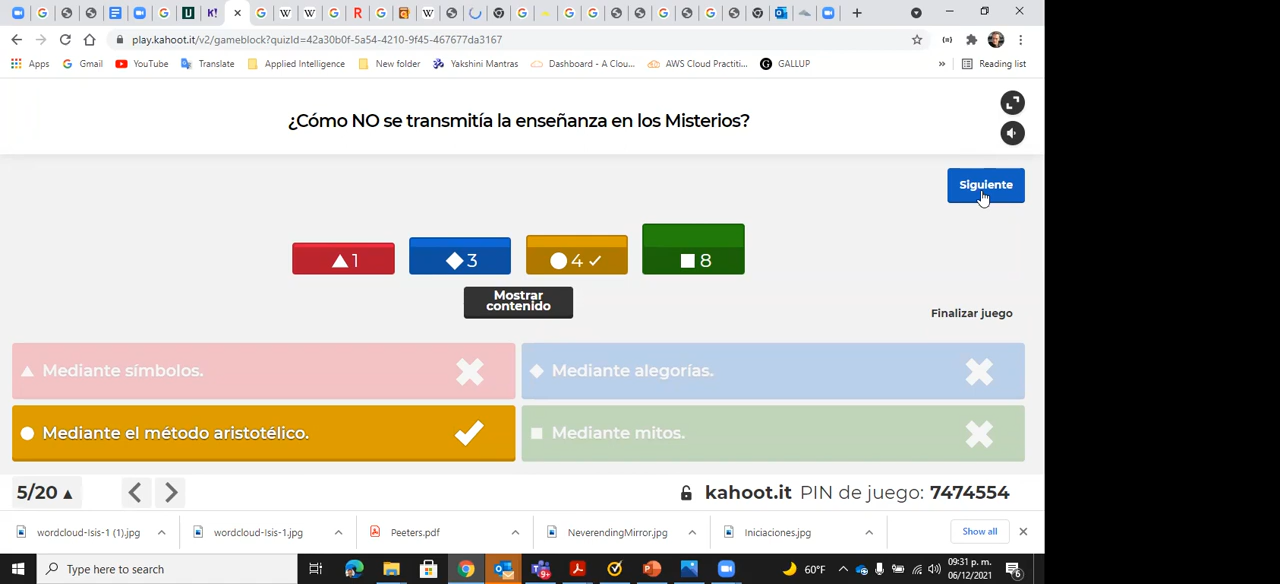 play.kahoot.it/v2/gameblock?quizId=42a30b0f-5a54-4210-9f45-467677da3167
Apps Gmail YouTube Translate Applied Intelligence New folder Yakshini Mantras Dashboard - A Clou... AWS Cloud Practiti... GALLUP » Reading list
¿Cómo NO se transmitía la enseñanza en los Misterios?
Siguiente
1 3 4 ✓ 8
Mostrar
contenido
Finalizar juego
Mediante símbolos. Mediante alegorías.
Mediante el método aristotélico. Mediante mitos.
5/20 ▲ kahoot.it PIN de juego: 7474554
wordcloud-Isis-1 (1).jpg wordcloud-Isis-1.jpg Peeters.pdf NeverendingMirror.jpg Iniciaciones.jpg Show all
Type here to search 60°F 09:31 p. m.
06/12/2021 6